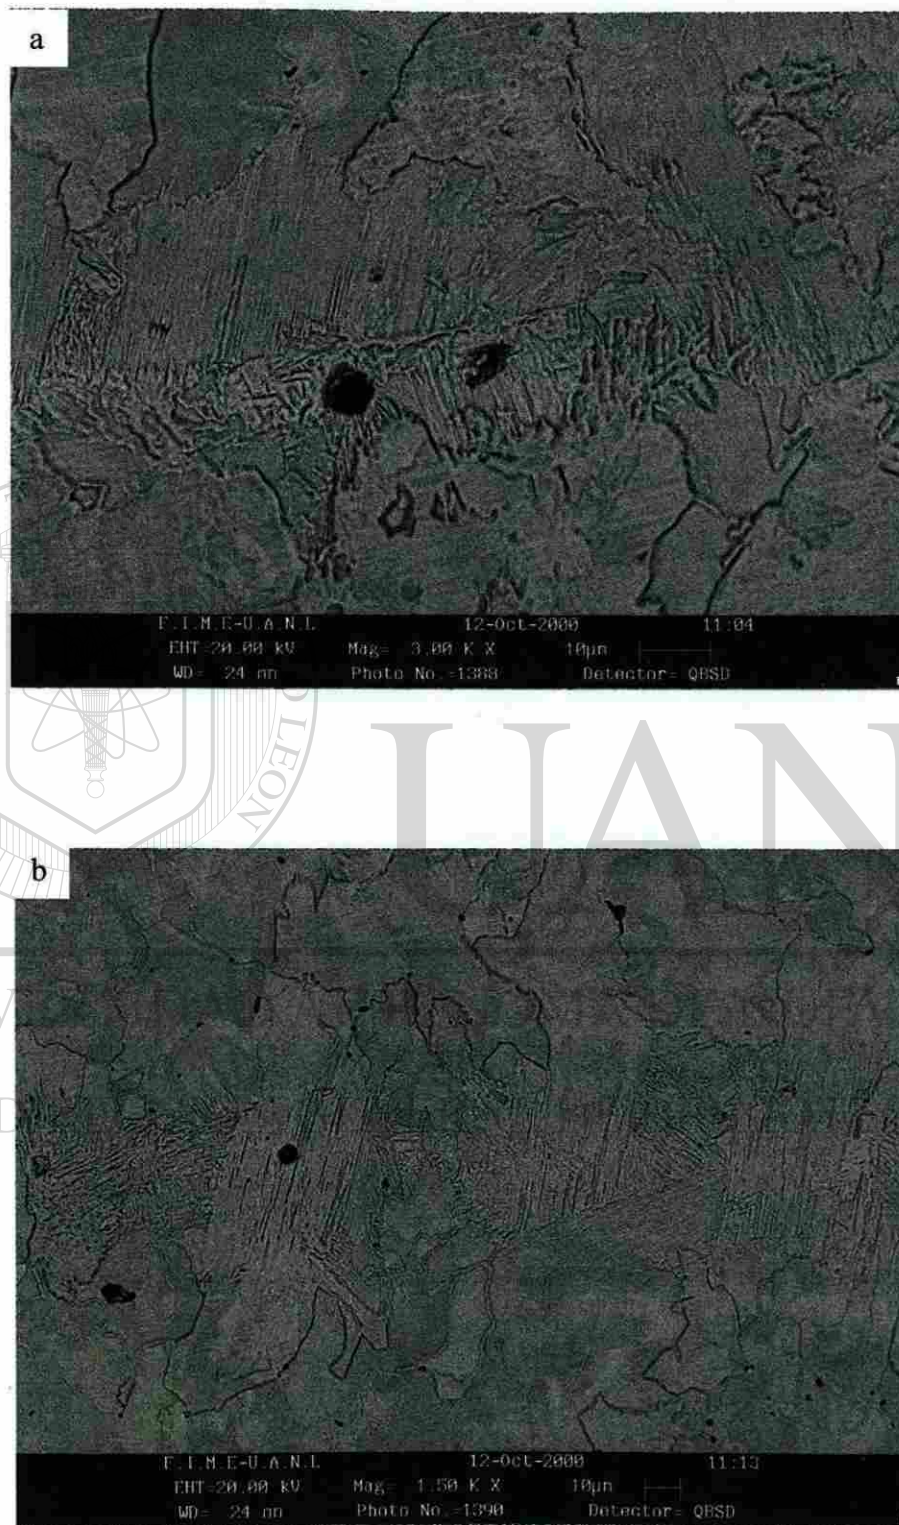 a
F.I.M.E-U.A.N.L 12-Oct-2000 11:04
EHT=20.00 kV Mag= 3.00 K X 10µm
WD= 24 mm Photo No.=1388 Detector= QBSD
LEON
UAN
b
F.I.M.E-U.A.N.L 12-Oct-2000 11:13
EHT=20.00 kV Mag= 1.50 K X 10µm
WD= 24 mm Photo No.=1390 Detector= QBSD